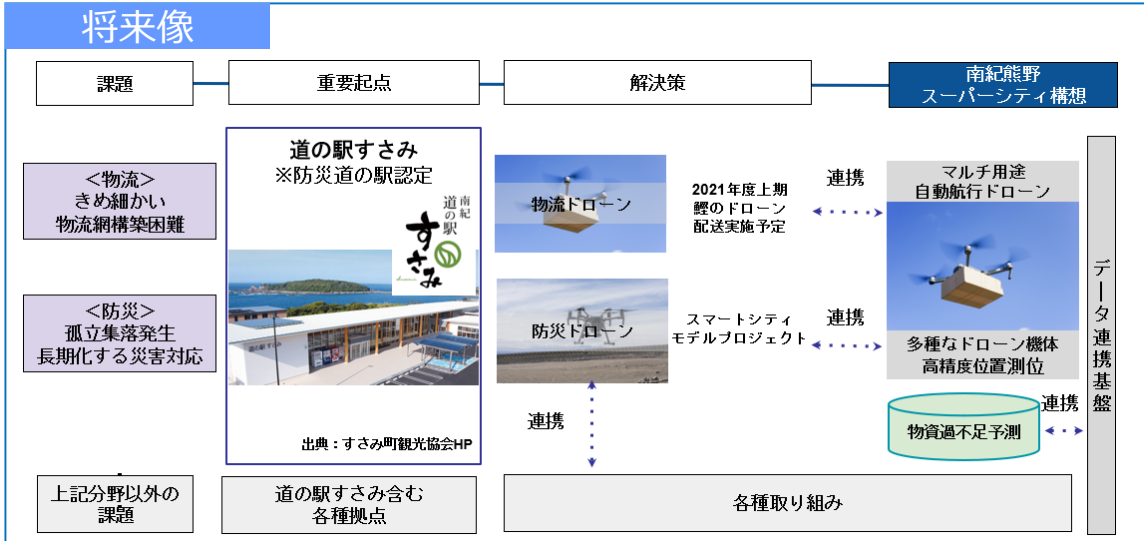 将来像
課題
重要起点
解決策
南紀熊野
スーパーシティ構想
<物流>
きめ細かい
物流網構築困難
<防災>
孤立集落発生
長期化する災害対応
道の駅すさみ
※防災道の駅認定
南紀
道の駅
すさみ
出典：すさみ町観光協会HP
物流ドローン
2021年度上期
鰹のドローン
配送実施予定
連携
防災ドローン
スマートシティ
モデルプロジェクト
連携
連携
マルチ用途
自動航行ドローン
多種なドローン機体
高精度位置測位
物資過不足予測
連携
データ連携基盤
上記分野以外の
課題
道の駅すさみ含む
各種拠点
各種取り組み